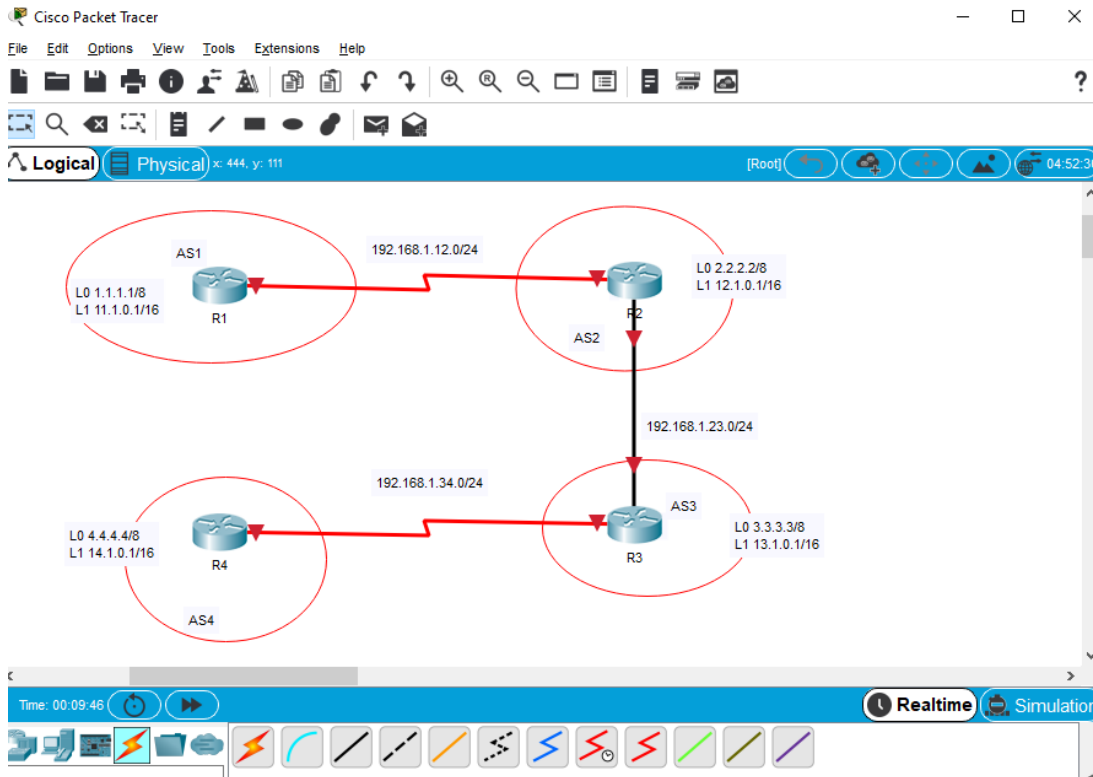 Cisco Packet Tracer
File Edit Options View Tools Extensions Help
Logical Physical x: 444, y: 111 [Root] 04:52:30
AS1
192.168.1.12.0/24
L0 1.1.1.1/8
L1 11.1.0.1/16
R1
L0 2.2.2.2/8
L1 12.1.0.1/16
R2
AS2
192.168.1.23.0/24
192.168.1.34.0/24
AS3
L0 4.4.4.4/8
L1 14.1.0.1/16
R4
L0 3.3.3.3/8
L1 13.1.0.1/16
R3
AS4
Time: 00:09:46 Realtime Simulation